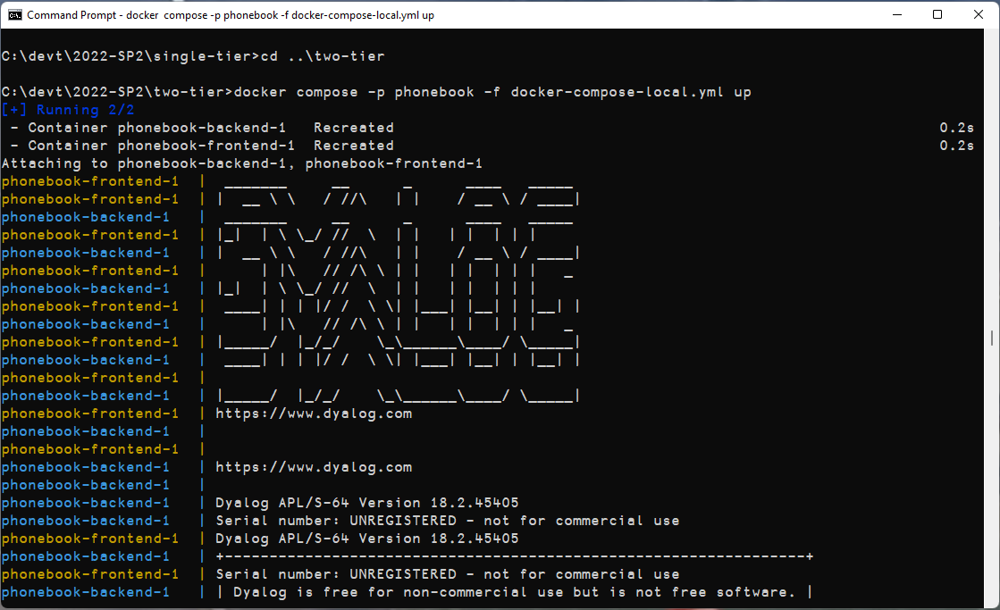 Command Prompt - docker  compose -p phonebook -f docker-compose-local.yml up
C:\devt\2022-SP2\single-tier>cd ..\two-tier
C:\devt\2022-SP2\two-tier>docker compose -p phonebook -f docker-compose-local.yml up
[+] Running 2/2
 - Container phonebook-backend-1   Recreated                                                             0.2s
 - Container phonebook-frontend-1  Recreated                                                             0.2s
Attaching to phonebook-backend-1, phonebook-frontend-1
phonebook-frontend-1  |  _______     __      _      ____   _____
phonebook-frontend-1  | |  __ \ \   / //\   | |    / __ \ / ____|
phonebook-backend-1   |  _______     __      _      ____   _____
phonebook-frontend-1  | |_|  | \ \_/ //  \  | |   | |  | | |
phonebook-backend-1   | |  __ \ \   / //\   | |    / __ \ / ____|
phonebook-frontend-1  |      | |\   // /\ \ | |   | |  | | |   _
phonebook-backend-1   | |_|  | \ \_/ //  \  | |   | |  | | |
phonebook-frontend-1  |  ____| | | |/ /  \ \| |___| |__| | |__| |
phonebook-backend-1   |      | |\   // /\ \ | |   | |  | | |   _
phonebook-frontend-1  | |_____/  |_/_/    \_\______\____/ \_____|
phonebook-backend-1   |  ____| | | |/ /  \ \| |___| |__| | |__| |
phonebook-frontend-1  |
phonebook-backend-1   | |_____/  |_/_/    \_\______\____/ \_____|
phonebook-frontend-1  | https://www.dyalog.com
phonebook-backend-1   |
phonebook-frontend-1  |
phonebook-backend-1   | https://www.dyalog.com
phonebook-backend-1   |
phonebook-backend-1   | Dyalog APL/S-64 Version 18.2.45405
phonebook-backend-1   | Serial number: UNREGISTERED - not for commercial use
phonebook-frontend-1  | Dyalog APL/S-64 Version 18.2.45405
phonebook-backend-1   | +-----------------------------------------------------------------+
phonebook-frontend-1  | Serial number: UNREGISTERED - not for commercial use
phonebook-backend-1   | | Dyalog is free for non-commercial use but is not free software. |